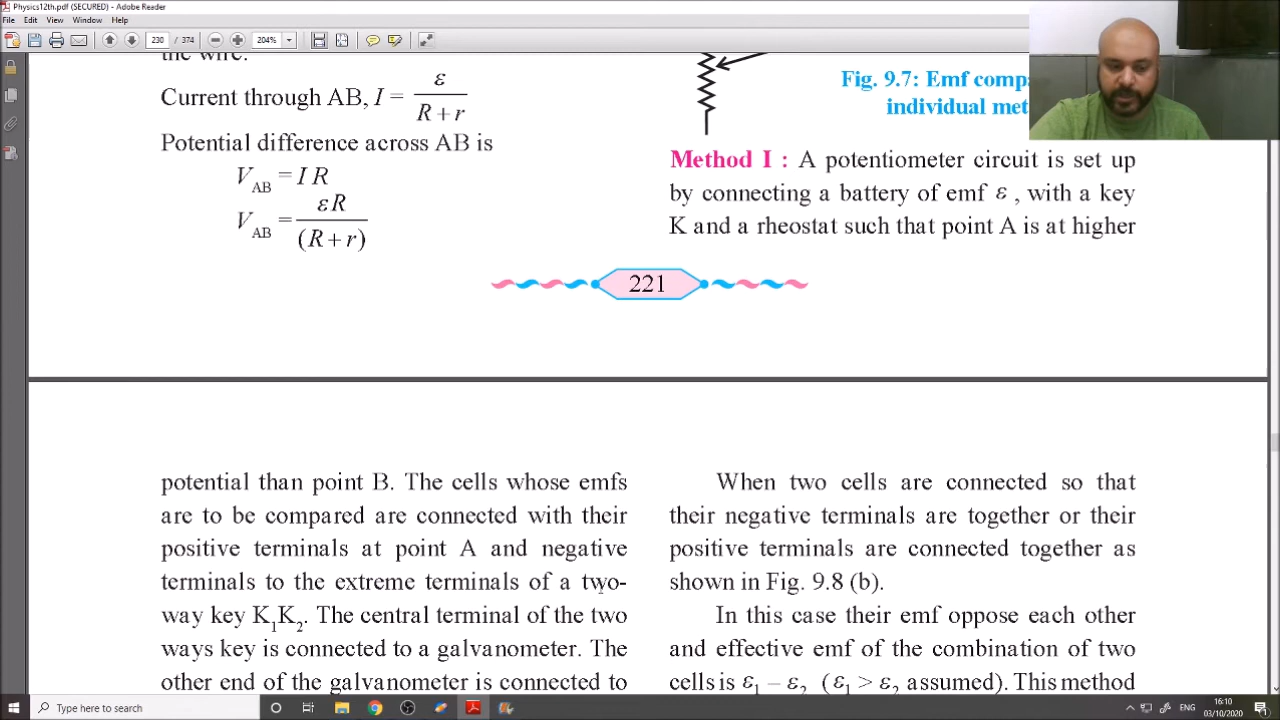 Physics12th.pdf (SECURED) - Adobe Reader
File Edit View Window Help
230 / 374 204%
the wire.
Current through AB, I = ε / (R + r)
Potential difference across AB is
V_AB = I R
V_AB = εR / (R + r)
Fig. 9.7: Emf comp
individual met
Method I : A potentiometer circuit is set up
by connecting a battery of emf ε , with a key
K and a rheostat such that point A is at higher
221
potential than point B. The cells whose emfs
are to be compared are connected with their
positive terminals at point A and negative
terminals to the extreme terminals of a two-
way key K₁K₂. The central terminal of the two
ways key is connected to a galvanometer. The
other end of the galvanometer is connected to
When two cells are connected so that
their negative terminals are together or their
positive terminals are connected together as
shown in Fig. 9.8 (b).
In this case their emf oppose each other
and effective emf of the combination of two
cells is ε₁ – ε₂ (ε₁ > ε₂ assumed). This method
Type here to search
ENG
16:10
03/10/2020